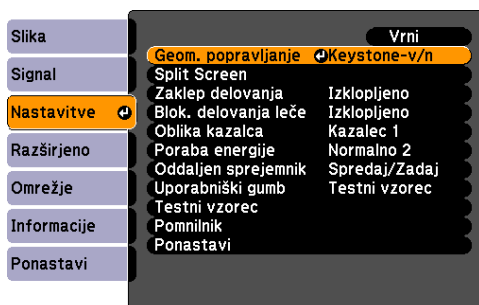 Slika
Signal
Nastavitve
Razširjeno
Omrežje
Informacije
Ponastavi
Vrni
Geom. popravljanje Keystone-v/n
Split Screen
Zaklep delovanja Izklopljeno
Blok. delovanja leče Izklopljeno
Oblika kazalca Kazalec 1
Poraba energije Normalno 2
Oddaljen sprejemnik Spredaj/Zadaj
Uporabniški gumb Testni vzorec
Testni vzorec
Pomnilnik
Ponastavi